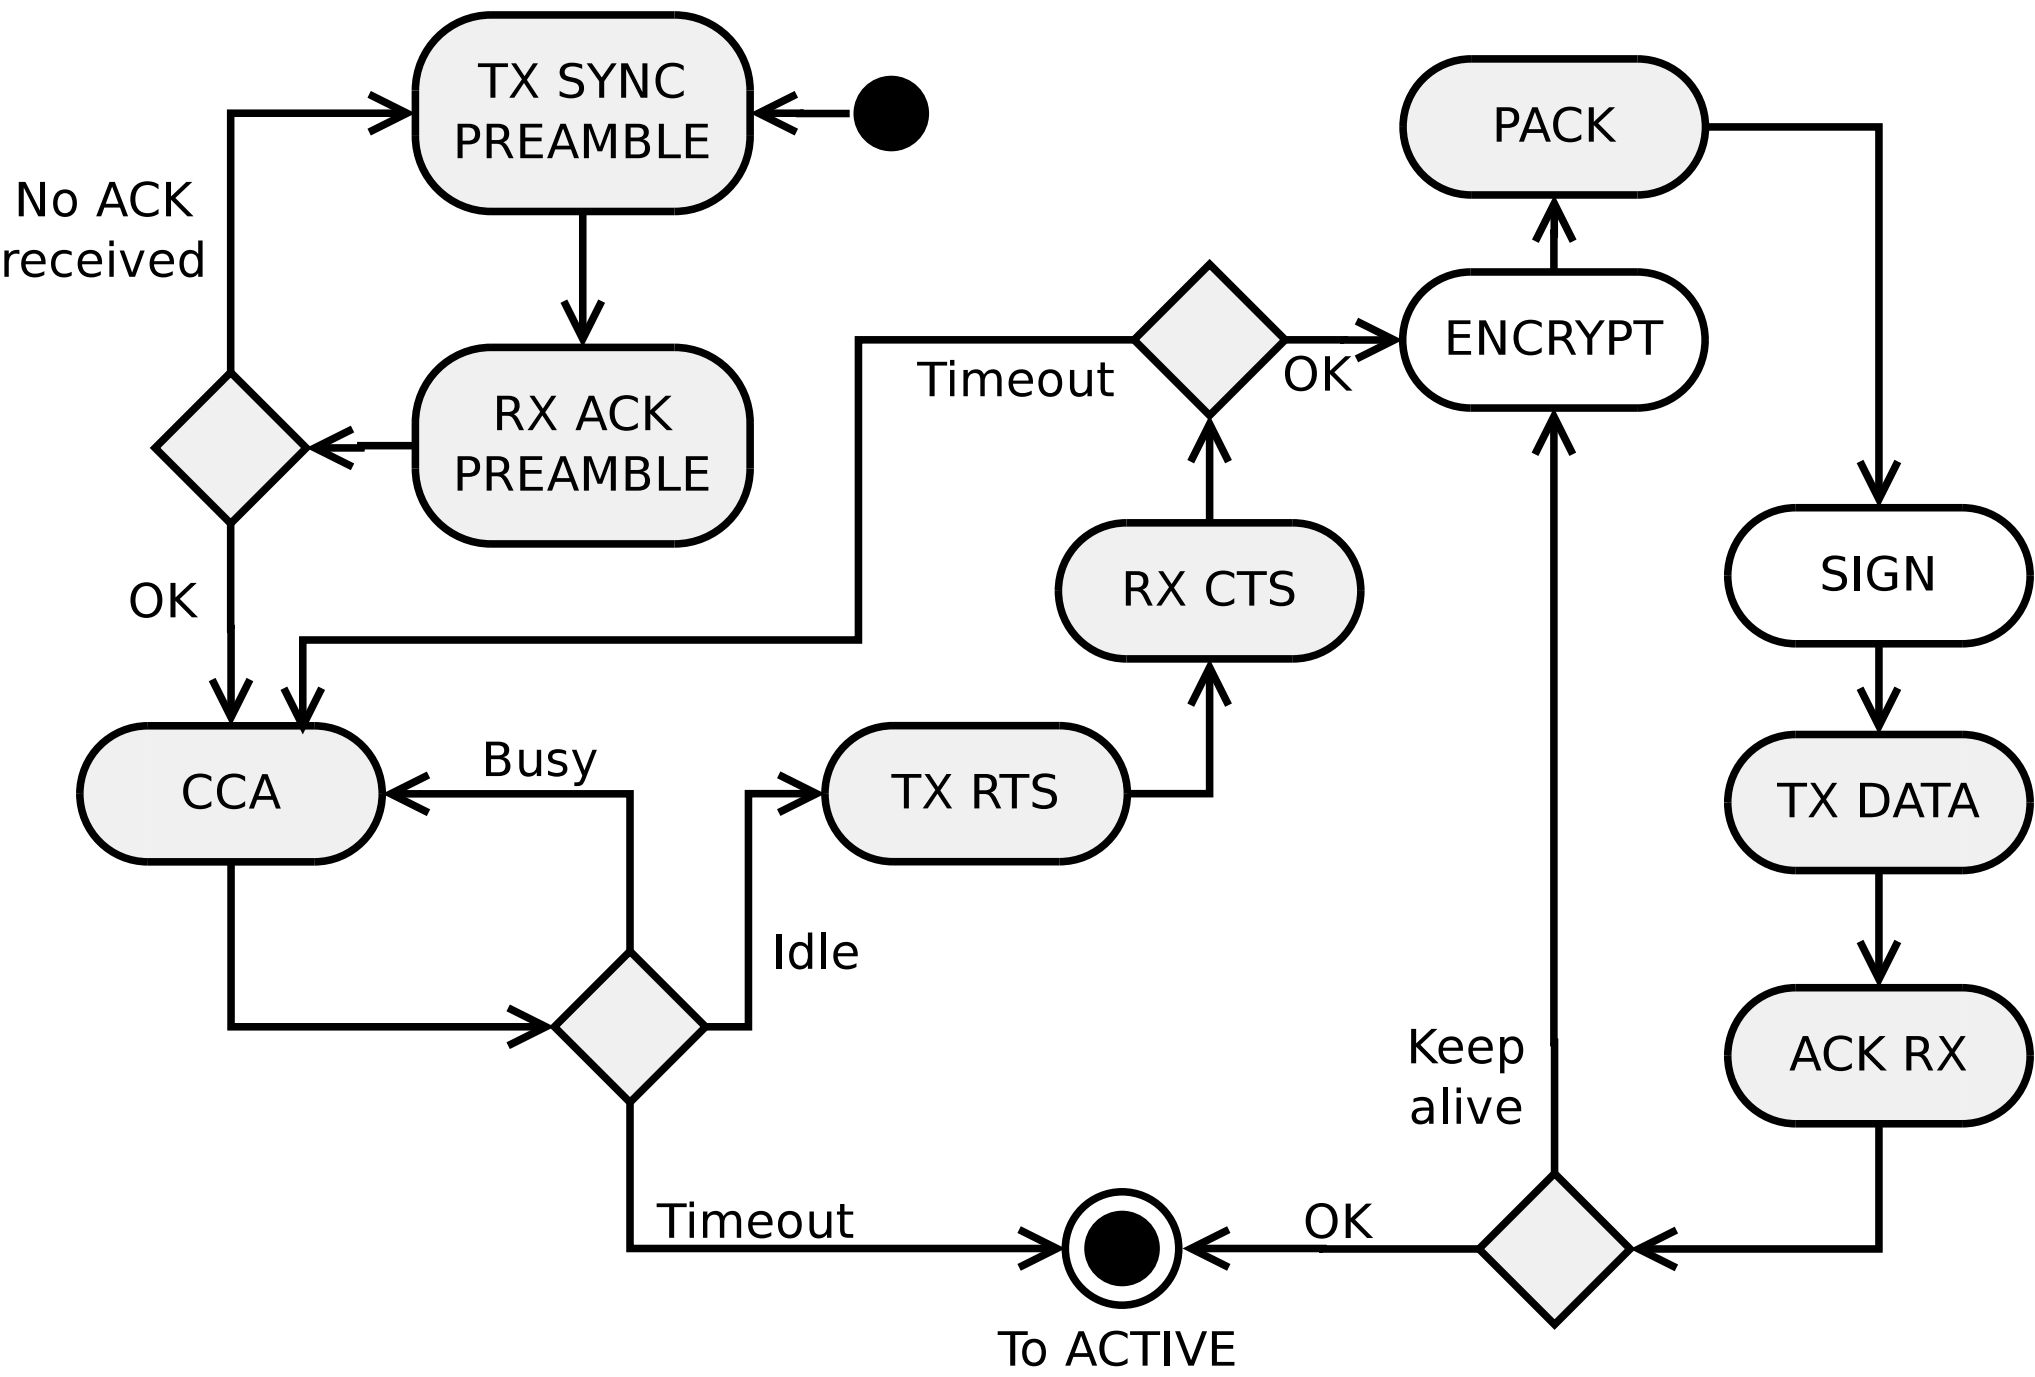 TX SYNC
PREAMBLE
No ACK
received
RX ACK
PREAMBLE
OK
CCA
Busy
Idle
TX RTS
RX CTS
Timeout
OK
ENCRYPT
PACK
SIGN
TX DATA
ACK RX
Keep
alive
OK
Timeout
To ACTIVE